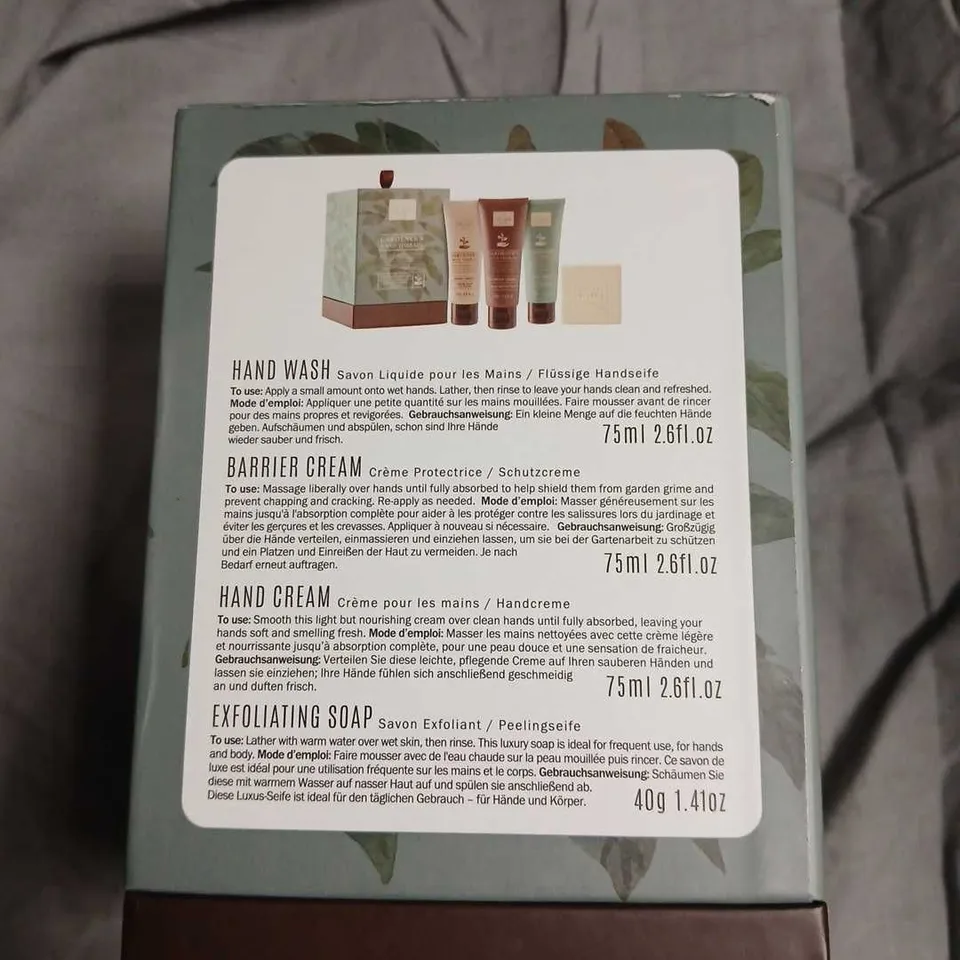 HAND WASH Savon Liquide pour les Mains / Flüssige Handseife
To use: Apply a small amount onto wet hands. Lather, then rinse to leave your hands clean and refreshed.
Mode d'emploi: Appliquer une petite quantité sur les mains mouillées. Faire mousser avant de rincer
pour des mains propres et revigorées. Gebrauchsanweisung: Ein kleine Menge auf die feuchten Hände
geben. Aufschäumen und abspülen, schon sind Ihre Hände
wieder sauber und frisch.
75ml 2.6fl.oz
BARRIER CREAM Crème Protectrice / Schutzcreme
To use: Massage liberally over hands until fully absorbed to help shield them from garden grime and
prevent chapping and cracking. Re-apply as needed. Mode d'emploi: Masser généreusement sur les
mains jusqu'à l'absorption complète pour aider à les protéger contre les salissures lors du jardinage et
éviter les gerçures et les crevasses. Appliquer à nouveau si nécessaire. Gebrauchsanweisung: Großzügig
über die Hände verteilen, einmassieren und einziehen lassen, um sie bei der Gartenarbeit zu schützen
und ein Platzen und Einreißen der Haut zu vermeiden. Je nach
Bedarf erneut auftragen.
75ml 2.6fl.oz
HAND CREAM Crème pour les mains / Handcreme
To use: Smooth this light but nourishing cream over clean hands until fully absorbed, leaving your
hands soft and smelling fresh. Mode d'emploi: Masser les mains nettoyées avec cette crème légère
et nourrissante jusqu'à absorption complète, pour une peau douce et une sensation de fraicheur.
Gebrauchsanweisung: Verteilen Sie diese leichte, pflegende Creme auf Ihren sauberen Händen und
lassen sie einziehen; Ihre Hände fühlen sich anschließend geschmeidig
an und duften frisch.
75ml 2.6fl.oz
EXFOLIATING SOAP Savon Exfoliant / Peelingseife
To use: Lather with warm water over wet skin, then rinse. This luxury soap is ideal for frequent use, for hands
and body. Mode d'emploi: Faire mousser avec de l'eau chaude sur la peau mouillée puis rincer. Ce savon de
luxe est idéal pour une utilisation fréquente sur les mains et le corps. Gebrauchsanweisung: Schäumen Sie
diese mit warmem Wasser auf nasser Haut auf und spülen sie anschließend ab.
Diese Luxus-Seife ist ideal für den täglichen Gebrauch – für Hände und Körper.
40g 1.41oz